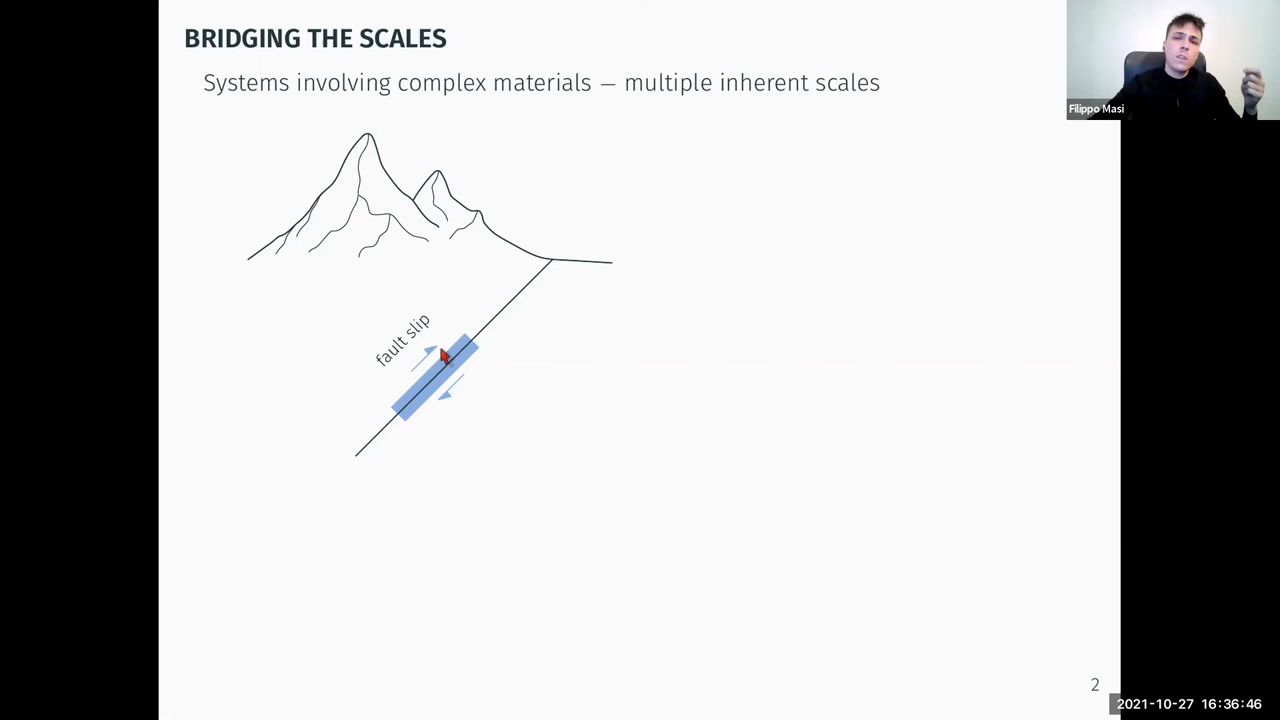 BRIDGING THE SCALES
Systems involving complex materials — multiple inherent scales
Filippo Masi
fault slip
2
2021-10-27 16:36:46